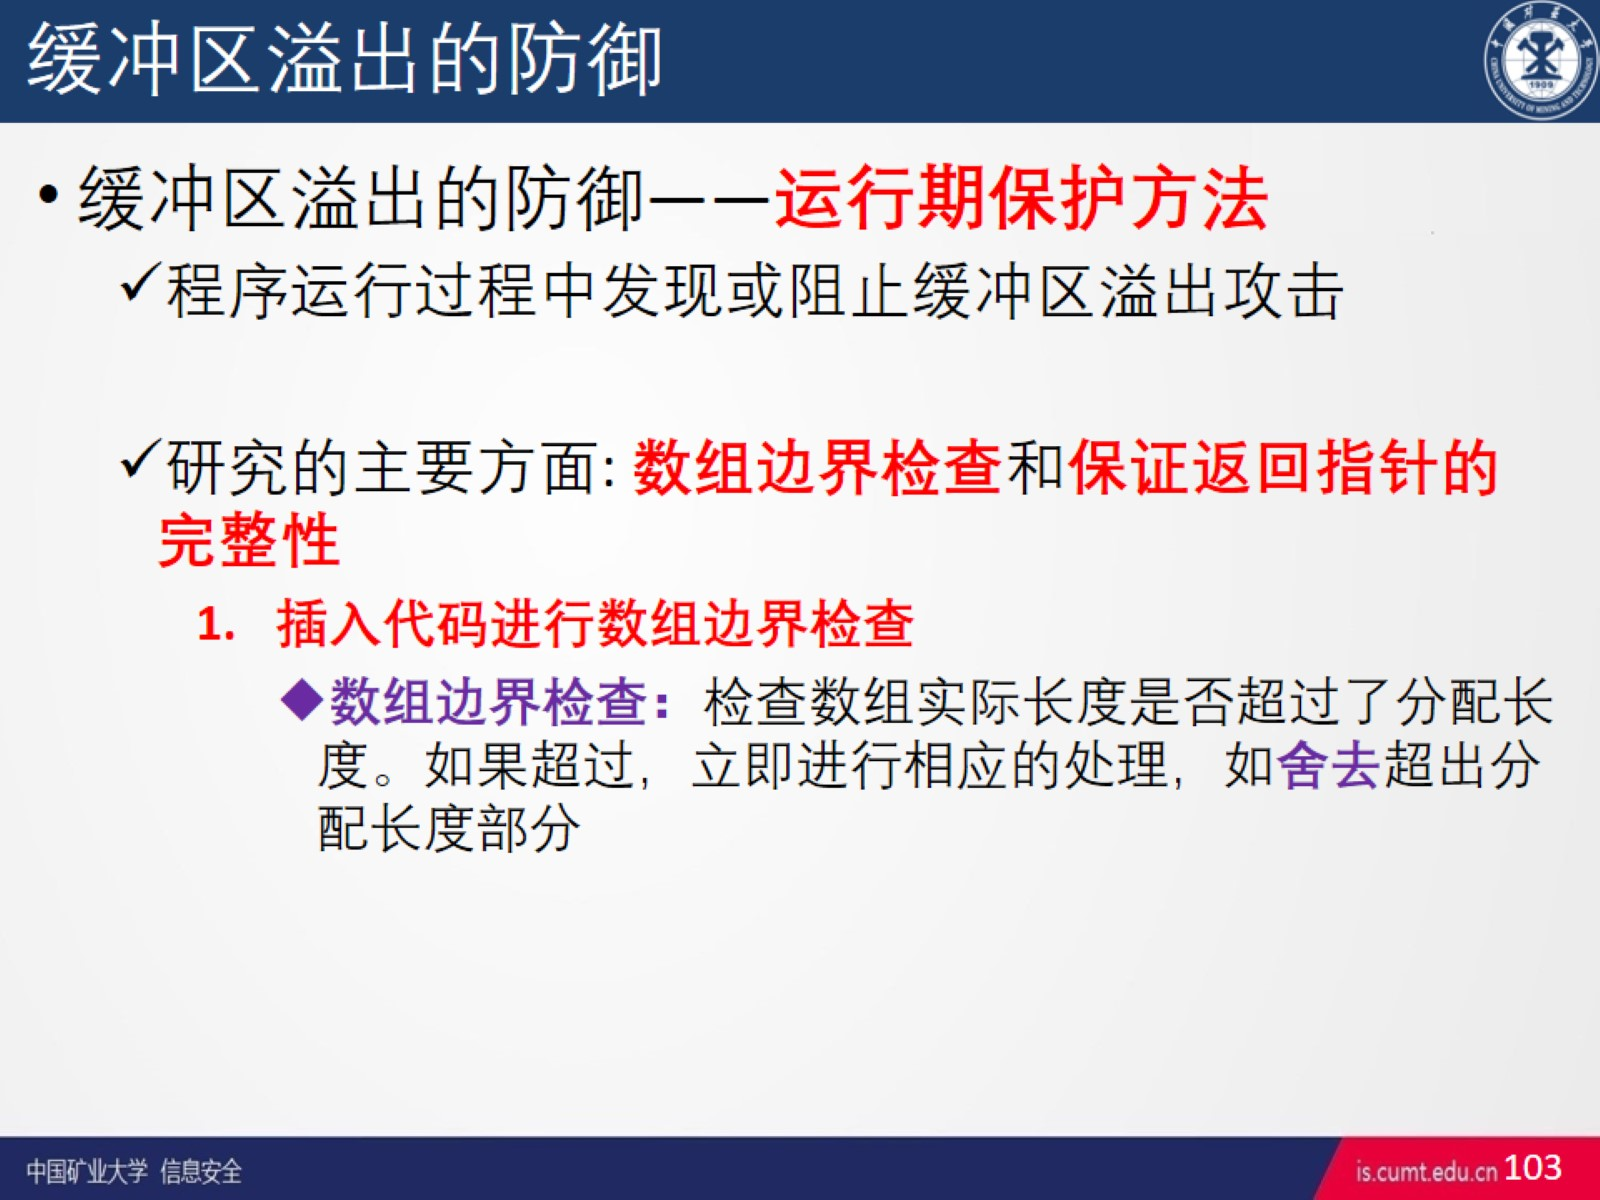 缓冲区溢出的防御
• 缓冲区溢出的防御——运行期保护方法
✓程序运行过程中发现或阻止缓冲区溢出攻击
✓研究的主要方面: 数组边界检查和保证返回指针的
完整性
1. 插入代码进行数组边界检查
◆数组边界检查：检查数组实际长度是否超过了分配长
度。如果超过，立即进行相应的处理，如舍去超出分
配长度部分
中国矿业大学 信息安全
is.cumt.edu.cn 103
CHINA UNIVERSITY OF MINING AND TECHNOLOGY
1909